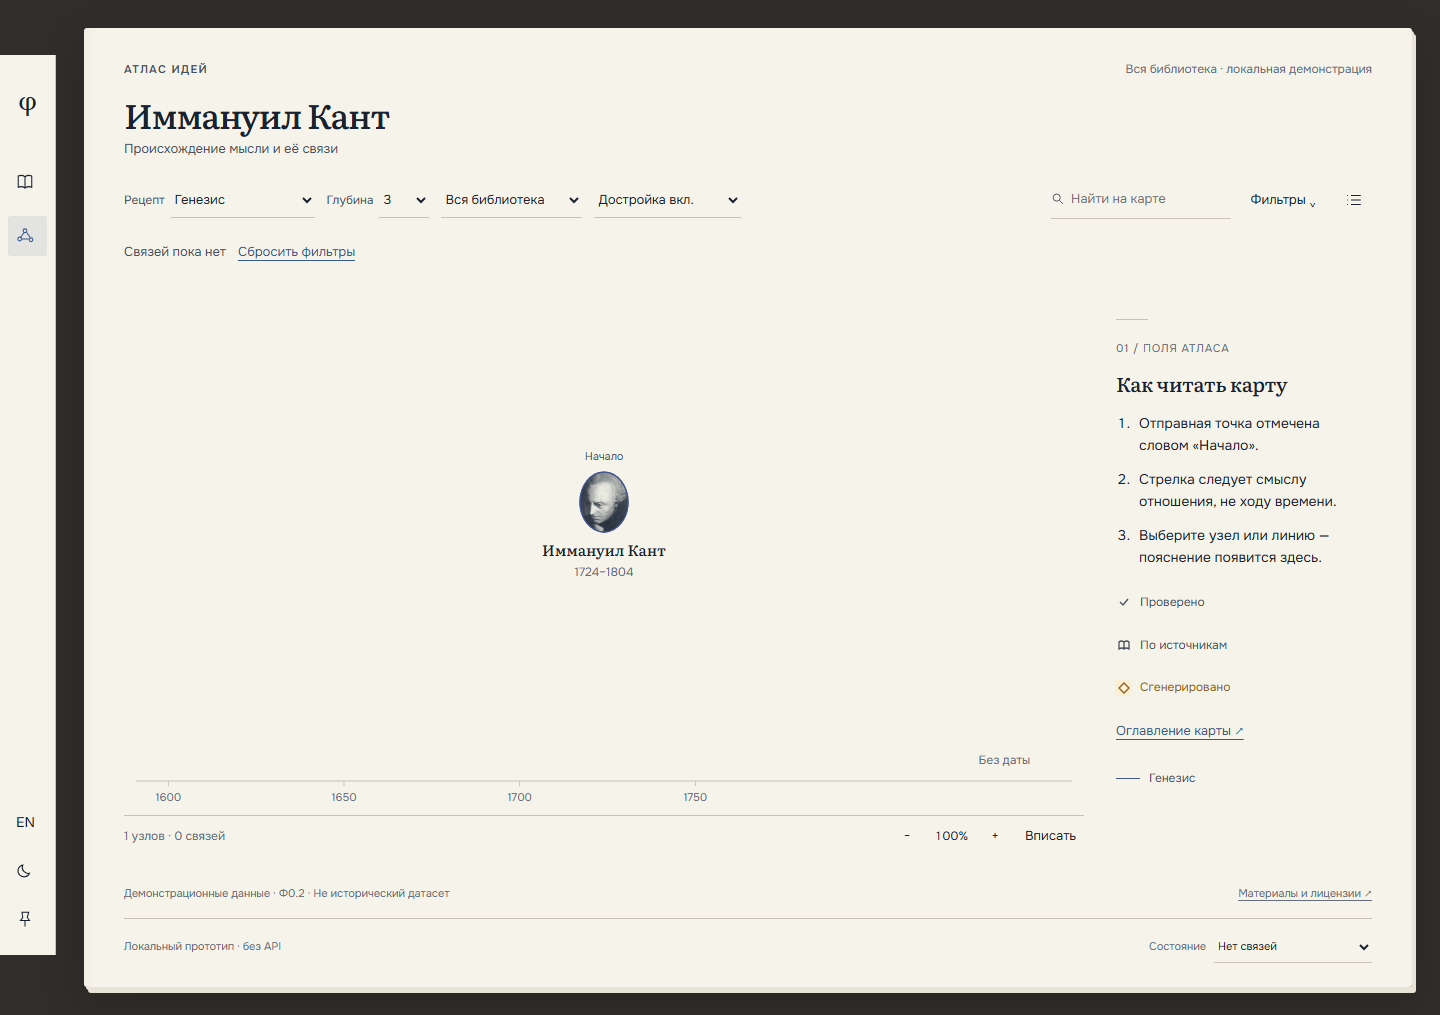 φ
EN
АТЛАС ИДЕЙ
Вся библиотека · локальная демонстрация
Иммануил Кант
Происхождение мысли и её связи
Рецепт Генезис Глубина 3 Вся библиотека Достройка вкл. Найти на карте Фильтры
Связей пока нет Сбросить фильтры
Начало
Иммануил Кант
1724–1804
Без даты
1600 1650 1700 1750
1 узлов · 0 связей − 100% + Вписать
01 / ПОЛЯ АТЛАСА
Как читать карту
1. Отправная точка отмечена
словом «Начало».
2. Стрелка следует смыслу
отношения, не ходу времени.
3. Выберите узел или линию —
пояснение появится здесь.
Проверено
По источникам
Сгенерировано
Оглавление карты ↗
Генезис
Демонстрационные данные · Ф0.2 · Не исторический датасет
Материалы и лицензии ↗
Локальный прототип · без API
Состояние Нет связей